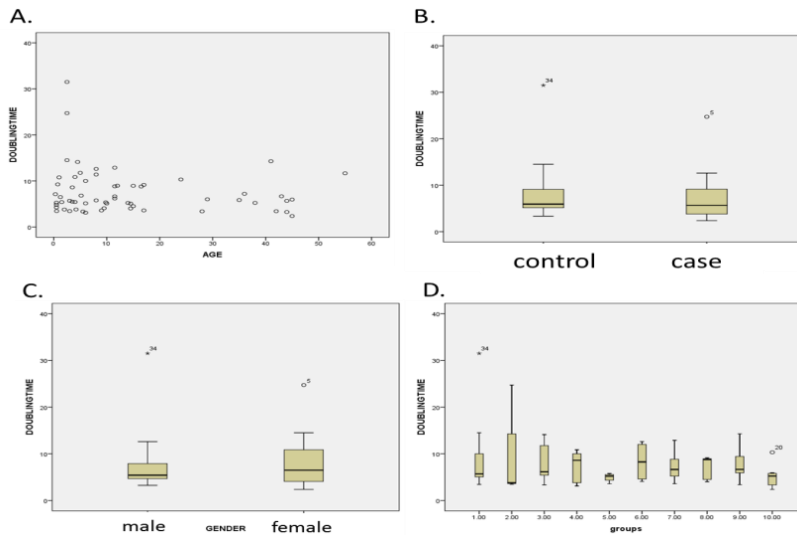 A.
40
30
20
10
0
DOUBLINGTIME
0 10 20 30 40 50 60
AGE
B.
40
30
20
10
0
DOUBLINGTIME
34
5
control case
C.
40
30
20
10
0
DOUBLINGTIME
34
5
male GENDER female
D.
40
30
20
10
0
DOUBLINGTIME
34
20
1.00 2.00 3.00 4.00 5.00 6.00 7.00 8.00 9.00 10.00
groups